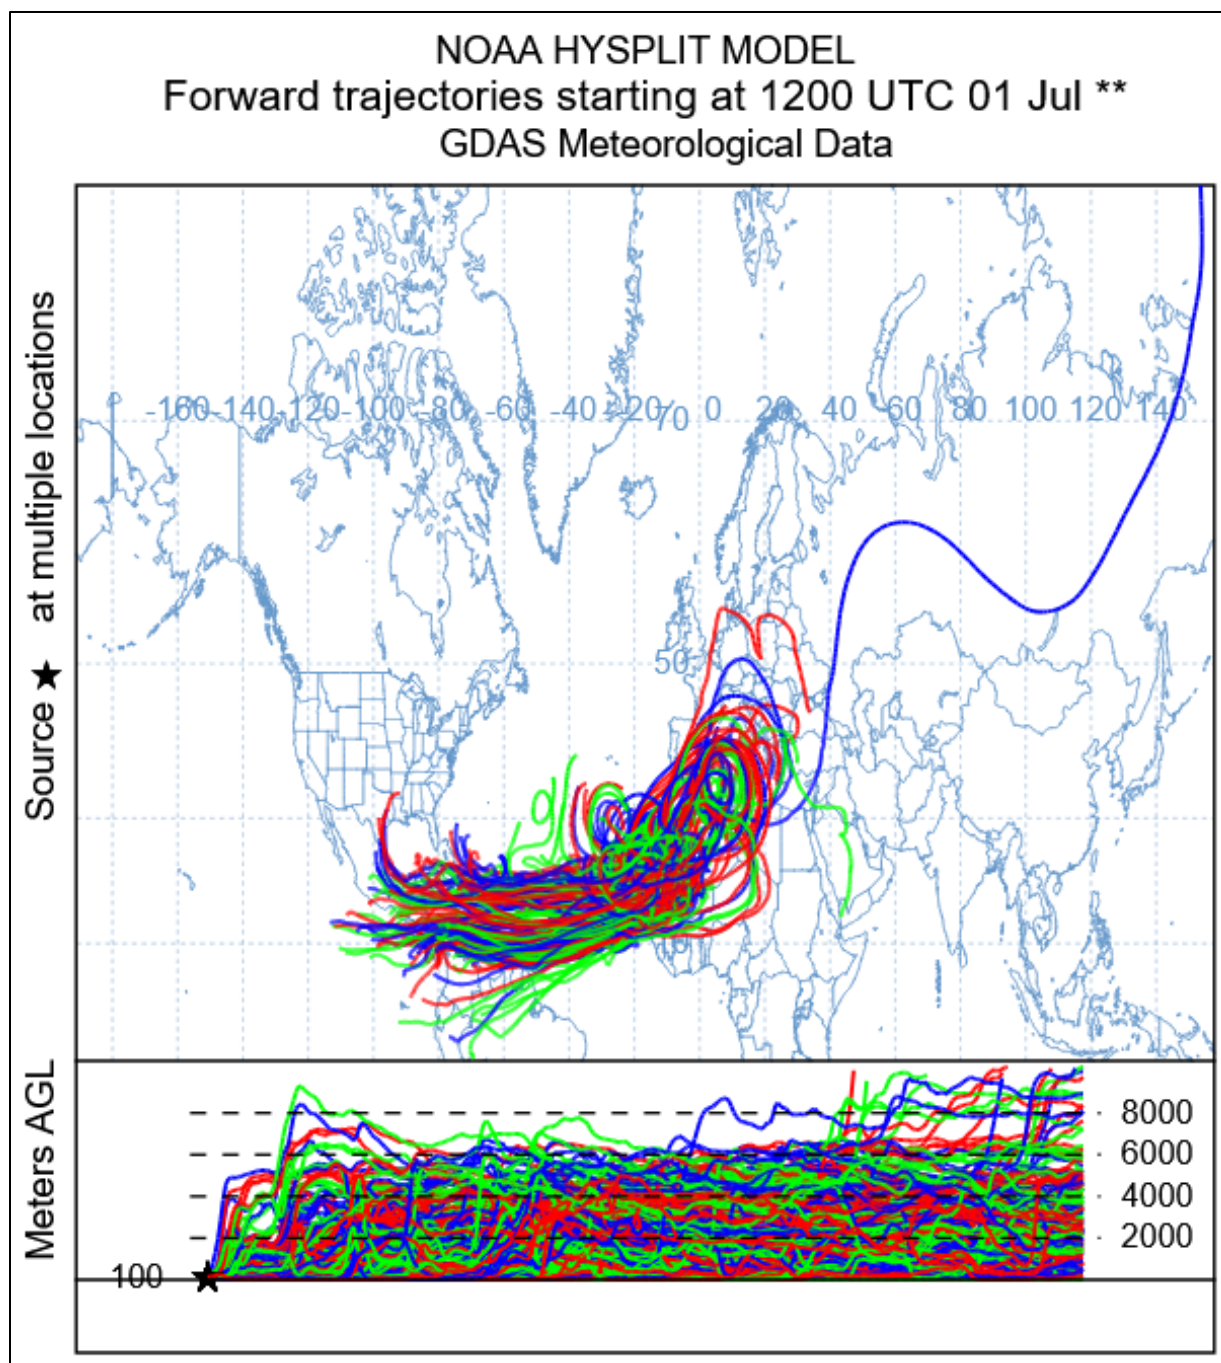 NOAA HYSPLIT MODEL
Forward trajectories starting at 1200 UTC 01 Jul **
GDAS Meteorological Data
Source ★ at multiple locations
-160 -140 -120 -100 -80 -60 -40 -20 0 20 40 60 80 100 120 140
70
50
Meters AGL
8000
6000
4000
2000
100